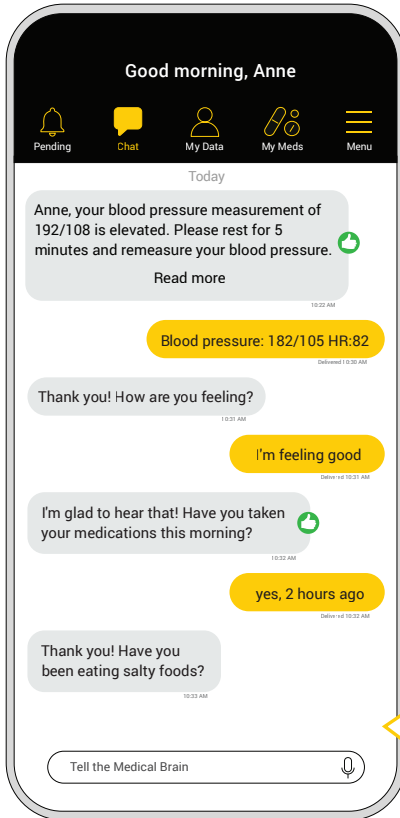 Good morning, Anne
Pending Chat My Data My Meds Menu
Today
Anne, your blood pressure measurement of
192/108 is elevated. Please rest for 5
minutes and remeasure your blood pressure.
Read more
10:22 AM
Blood pressure: 182/105 HR:82
Delivered 10:30 AM
Thank you! How are you feeling?
10:31 AM
I'm feeling good
Delivered 10:31 AM
I'm glad to hear that! Have you taken
your medications this morning?
10:32 AM
yes, 2 hours ago
Delivered 10:32 AM
Thank you! Have you
been eating salty foods?
10:33 AM
Tell the Medical Brain